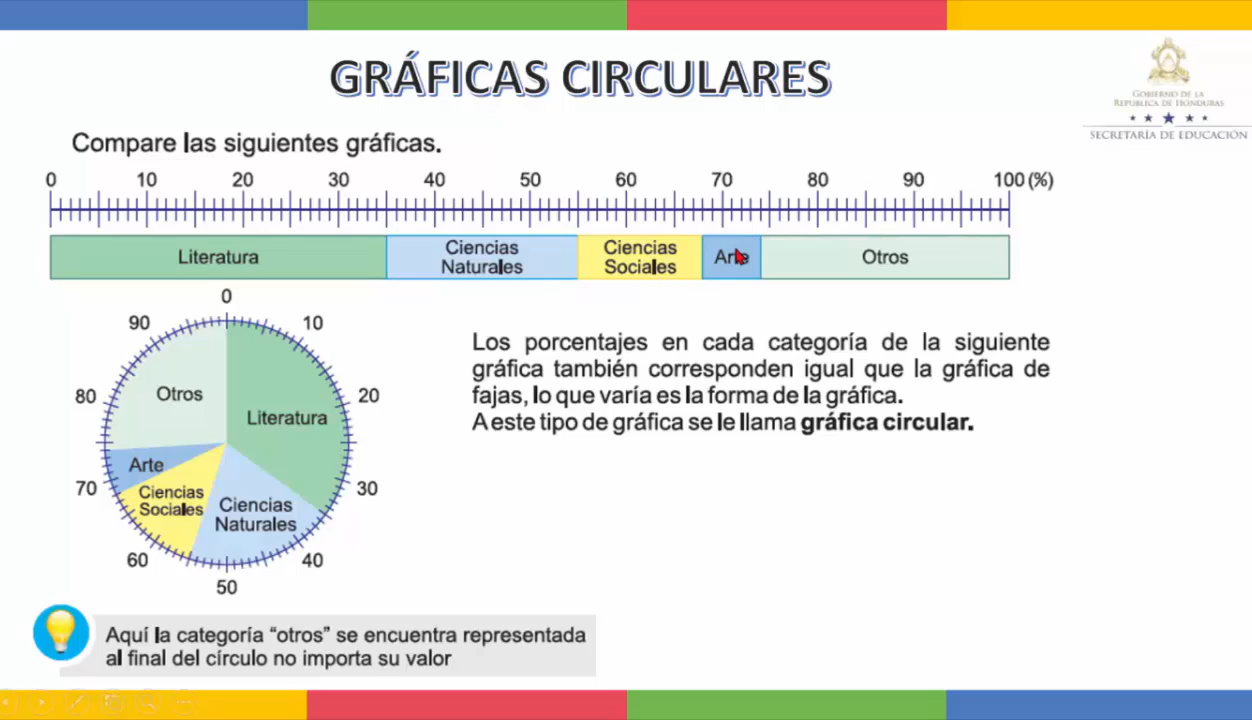 GRÁFICAS CIRCULARES
GOBIERNO DE LA
REPÚBLICA DE HONDURAS
SECRETARÍA DE EDUCACIÓN
Compare las siguientes gráficas.
0 10 20 30 40 50 60 70 80 90 100 (%)
Literatura
Ciencias
Naturales
Ciencias
Sociales
Arte
Otros
0
90 10
80 20
70 30
60 40
50
Otros
Literatura
Arte
Ciencias
Sociales
Ciencias
Naturales
Los porcentajes en cada categoría de la siguiente
gráfica también corresponden igual que la gráfica de
fajas, lo que varía es la forma de la gráfica.
A este tipo de gráfica se le llama gráfica circular.
Aquí la categoría “otros” se encuentra representada
al final del círculo no importa su valor